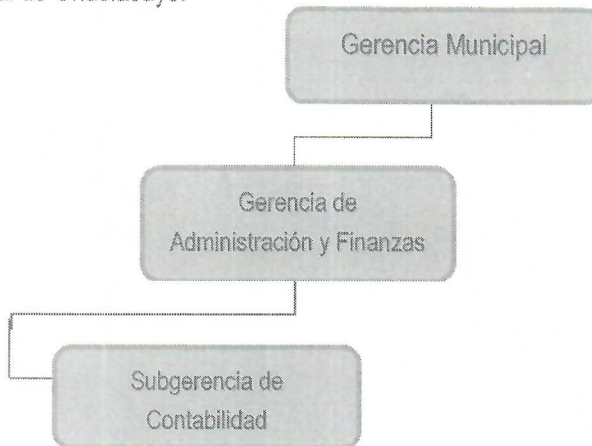 Gerencia Municipal
Gerencia de
Administración y Finanzas
Subgerencia de
Contabilidad